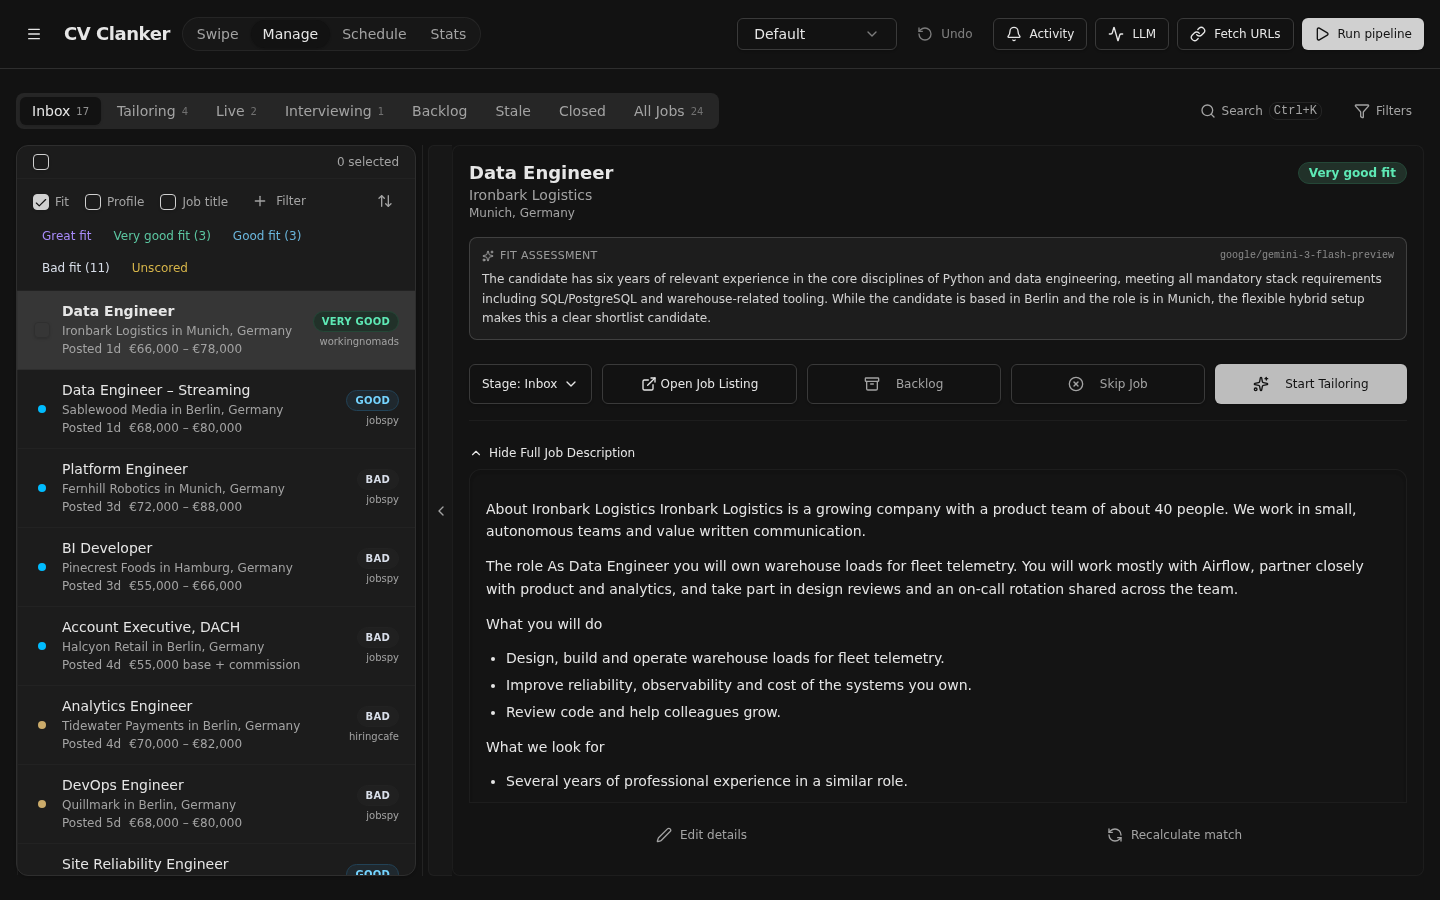 CV Clanker
Swipe
Manage
Schedule
Stats
Default
Undo
Activity
LLM
Fetch URLs
Run pipeline
Inbox 17
Tailoring 4
Live 2
Interviewing 1
Backlog
Stale
Closed
All Jobs 24
Search Ctrl+K
Filters
0 selected
Fit
Profile
Job title
Filter
Great fit
Very good fit (3)
Good fit (3)
Bad fit (11)
Unscored
Data Engineer
Ironbark Logistics in Munich, Germany
Posted 1d €66,000 – €78,000
VERY GOOD
workingnomads
Data Engineer – Streaming
Sablewood Media in Berlin, Germany
Posted 1d €68,000 – €80,000
GOOD
jobspy
Platform Engineer
Fernhill Robotics in Munich, Germany
Posted 3d €72,000 – €88,000
BAD
jobspy
BI Developer
Pinecrest Foods in Hamburg, Germany
Posted 3d €55,000 – €66,000
BAD
jobspy
Account Executive, DACH
Halcyon Retail in Berlin, Germany
Posted 4d €55,000 base + commission
BAD
jobspy
Analytics Engineer
Tidewater Payments in Berlin, Germany
Posted 4d €70,000 – €82,000
BAD
hiringcafe
DevOps Engineer
Quillmark in Berlin, Germany
Posted 5d €68,000 – €80,000
BAD
jobspy
Site Reliability Engineer
GOOD
Data Engineer
Ironbark Logistics
Munich, Germany
Very good fit
FIT ASSESSMENT
google/gemini-3-flash-preview
The candidate has six years of relevant experience in the core disciplines of Python and data engineering, meeting all mandatory stack requirements
including SQL/PostgreSQL and warehouse-related tooling. While the candidate is based in Berlin and the role is in Munich, the flexible hybrid setup
makes this a clear shortlist candidate.
Stage: Inbox
Open Job Listing
Backlog
Skip Job
Start Tailoring
Hide Full Job Description
About Ironbark Logistics Ironbark Logistics is a growing company with a product team of about 40 people. We work in small,
autonomous teams and value written communication.
The role As Data Engineer you will own warehouse loads for fleet telemetry. You will work mostly with Airflow, partner closely
with product and analytics, and take part in design reviews and an on-call rotation shared across the team.
What you will do
• Design, build and operate warehouse loads for fleet telemetry.
• Improve reliability, observability and cost of the systems you own.
• Review code and help colleagues grow.
What we look for
• Several years of professional experience in a similar role.
Edit details
Recalculate match